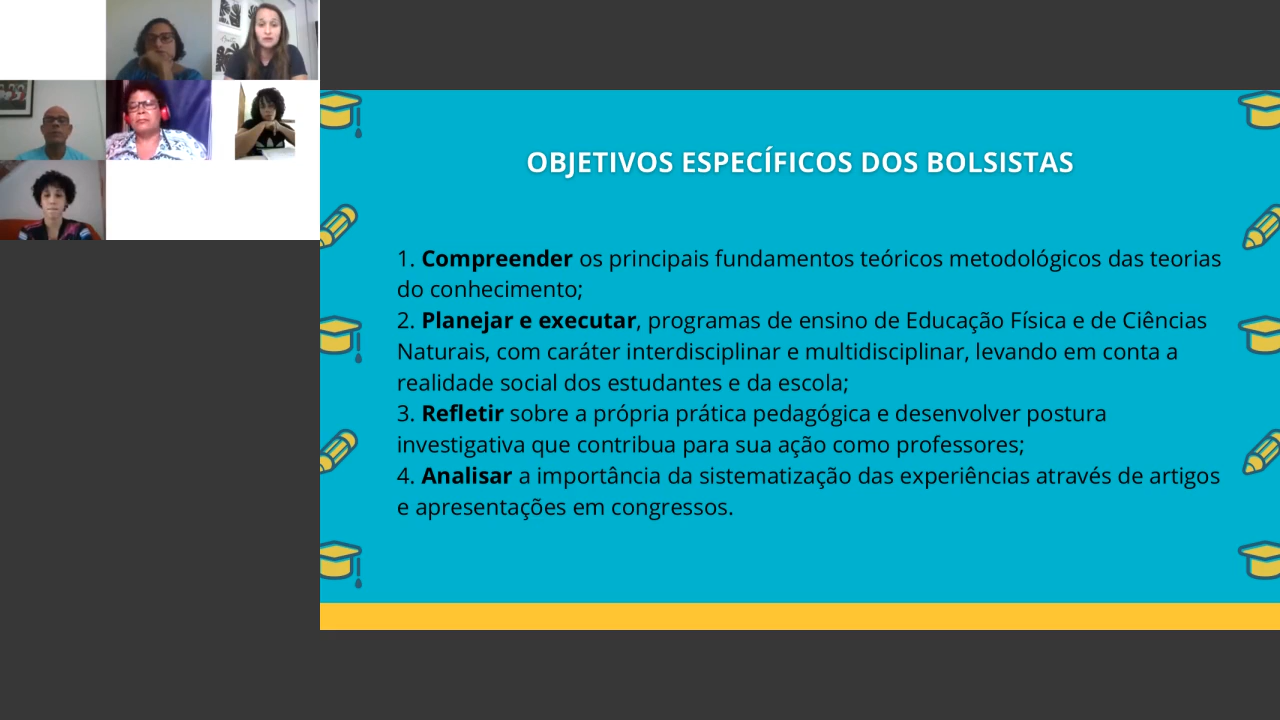 OBJETIVOS ESPECÍFICOS DOS BOLSISTAS
1. Compreender os principais fundamentos teóricos metodológicos das teorias
do conhecimento;
2. Planejar e executar, programas de ensino de Educação Física e de Ciências
Naturais, com caráter interdisciplinar e multidisciplinar, levando em conta a
realidade social dos estudantes e da escola;
3. Refletir sobre a própria prática pedagógica e desenvolver postura
investigativa que contribua para sua ação como professores;
4. Analisar a importância da sistematização das experiências através de artigos
e apresentações em congressos.